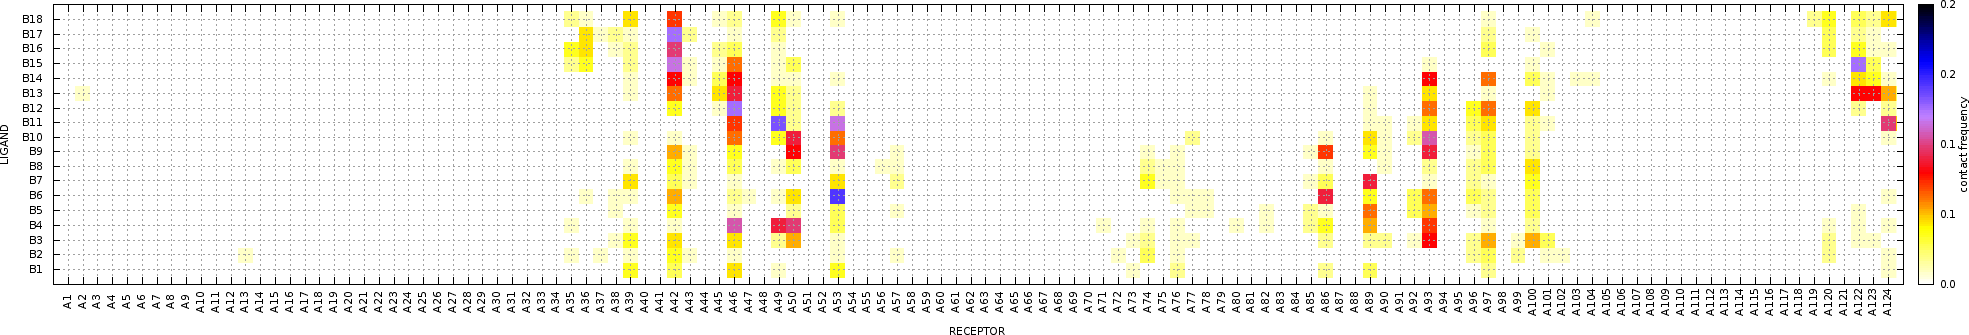 B18
B17
B16
B15
B14
B13
B12
B11
B10
B9
B8
B7
B6
B5
B4
B3
B2
B1
LIGAND
A1 A2 A3 A4 A5 A6 A7 A8 A9 A10 A11 A12 A13 A14 A15 A16 A17 A18 A19 A20 A21 A22 A23 A24 A25 A26 A27 A28 A29 A30 A31 A32 A33 A34 A35 A36 A37 A38 A39 A40 A41 A42 A43 A44 A45 A46 A47 A48 A49 A50 A51 A52 A53 A54 A55 A56 A57 A58 A59 A60 A61 A62 A63 A64 A65 A66 A67 A68 A69 A70 A71 A72 A73 A74 A75 A76 A77 A78 A79 A80 A81 A82 A83 A84 A85 A86 A87 A88 A89 A90 A91 A92 A93 A94 A95 A96 A97 A98 A99 A100 A101 A102 A103 A104 A105 A106 A107 A108 A109 A110 A111 A112 A113 A114 A115 A116 A117 A118 A119 A120 A121 A122 A123 A124
RECEPTOR
0.2
0.2
0.1
0.1
0.0
contact frequency